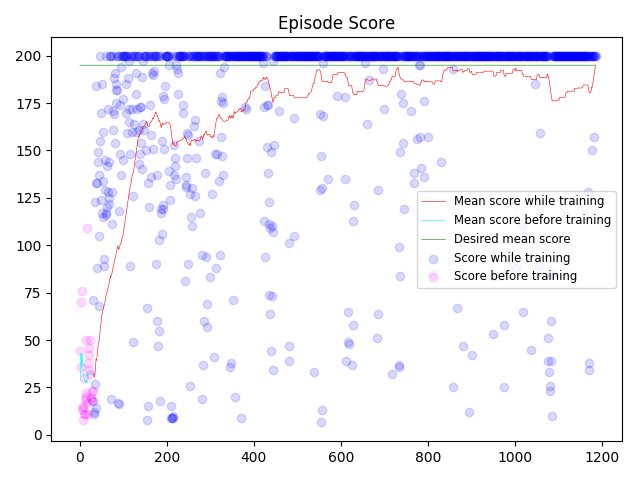 Episode Score
200
175
150
125
100
75
50
25
0
Mean score while training
Mean score before training
Desired mean score
Score while training
Score before training
0 200 400 600 800 1000 1200